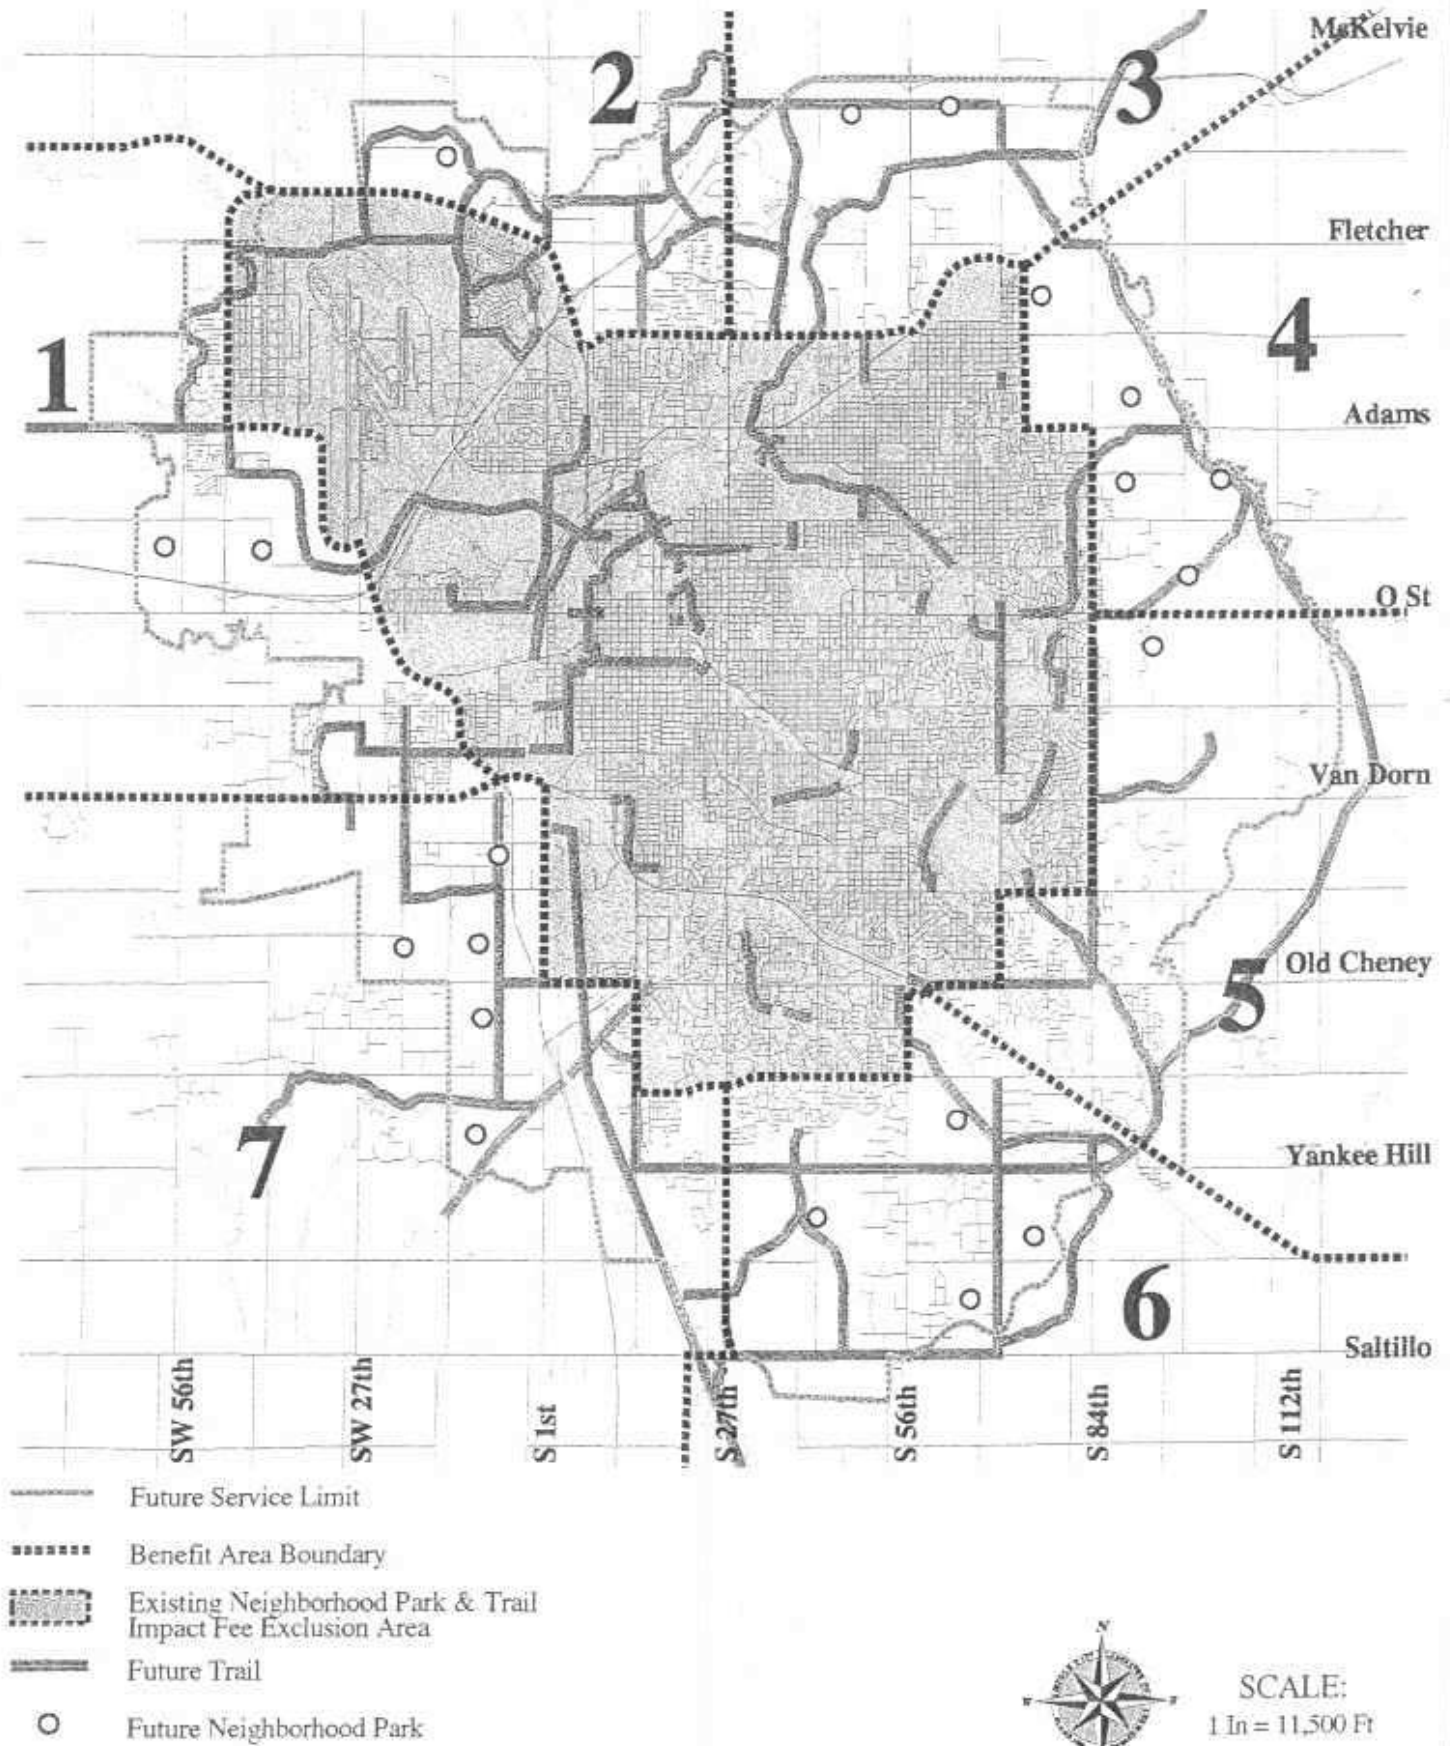 McKelvie
2
3
Fletcher
4
1
Adams
O St
Van Dorn
Old Cheney
5
7
Yankee Hill
6
Saltillo
SW 56th
SW 27th
S 1st
S 27th
S 56th
S 84th
S 112th
Future Service Limit
Benefit Area Boundary
Existing Neighborhood Park & Trail
Impact Fee Exclusion Area
Future Trail
Future Neighborhood Park
N
W
E
SCALE:
1 In = 11,500 Ft